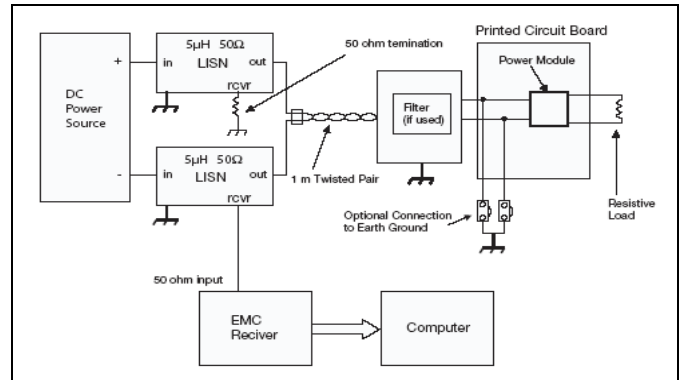 Printed Circuit Board
5µH 50Ω
LISN
in
out
rcvr
+
50 ohm temination
Power Module
DC
Power
Source
Filter
(if used)
5µH 50Ω
LISN
-
in
out
rcvr
1 m Twisted Pair
Optional Connection
to Earth Ground
Resistive
Load
50 ohm input
EMC
Reciver
Computer